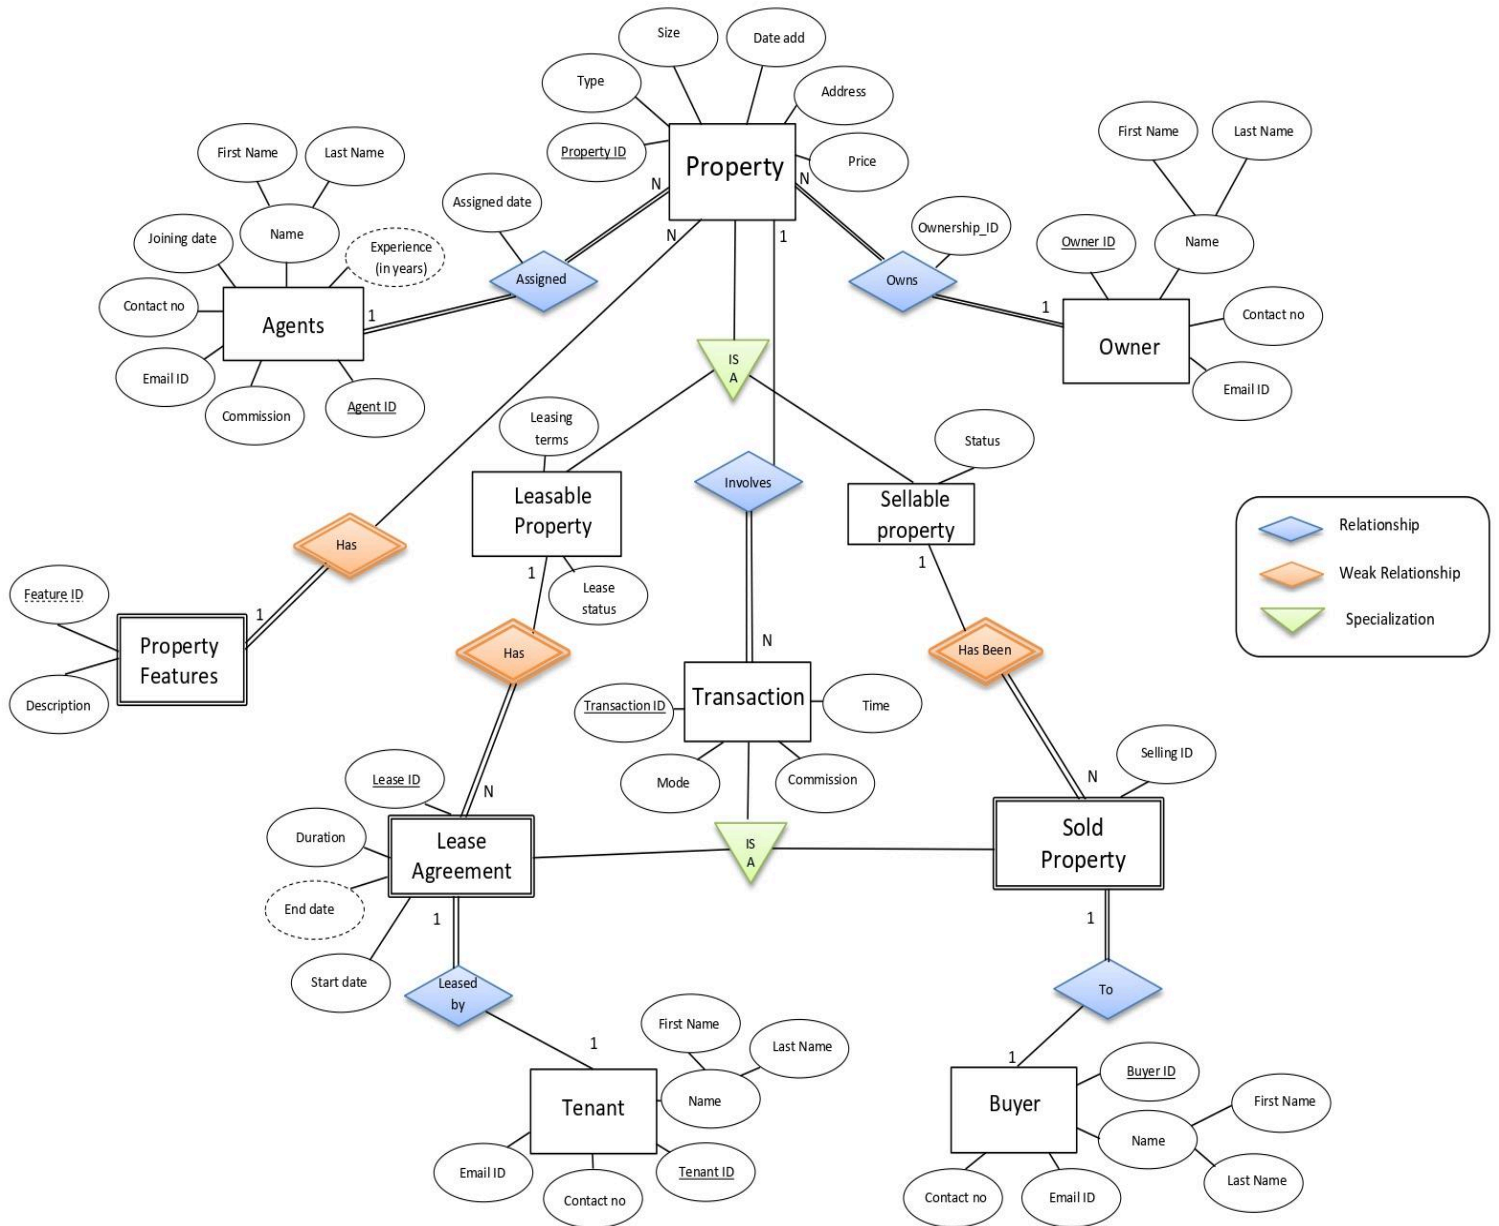 Size
Date add
Type
Address
Property ID
Property
Price
First Name
Last Name
First Name
Last Name
N
N
Assigned date
Joining date
Name
Experience
(in years)
N
1
Ownership_ID
Owner ID
Name
Assigned
Owns
Contact no
Agents
1
1
Contact no
Owner
Email ID
Commission
Agent ID
IS
A
Email ID
Leasing
terms
Status
Leasable
Property
Involves
Sellable
property
Has
Relationship
Weak Relationship
Specialization
1
1
Feature ID
Lease
status
1
Property
Features
Description
Has
N
Has Been
Transaction ID
Transaction
Time
Mode
Commission
Lease ID
N
N
Selling ID
Duration
Lease
Agreement
IS
A
Sold
Property
End date
1
1
Start date
Leased
by
To
First Name
Last Name
1
1
Tenant
Name
Buyer
Buyer ID
First Name
Name
Last Name
Email ID
Contact no
Tenant ID
Contact no
Email ID